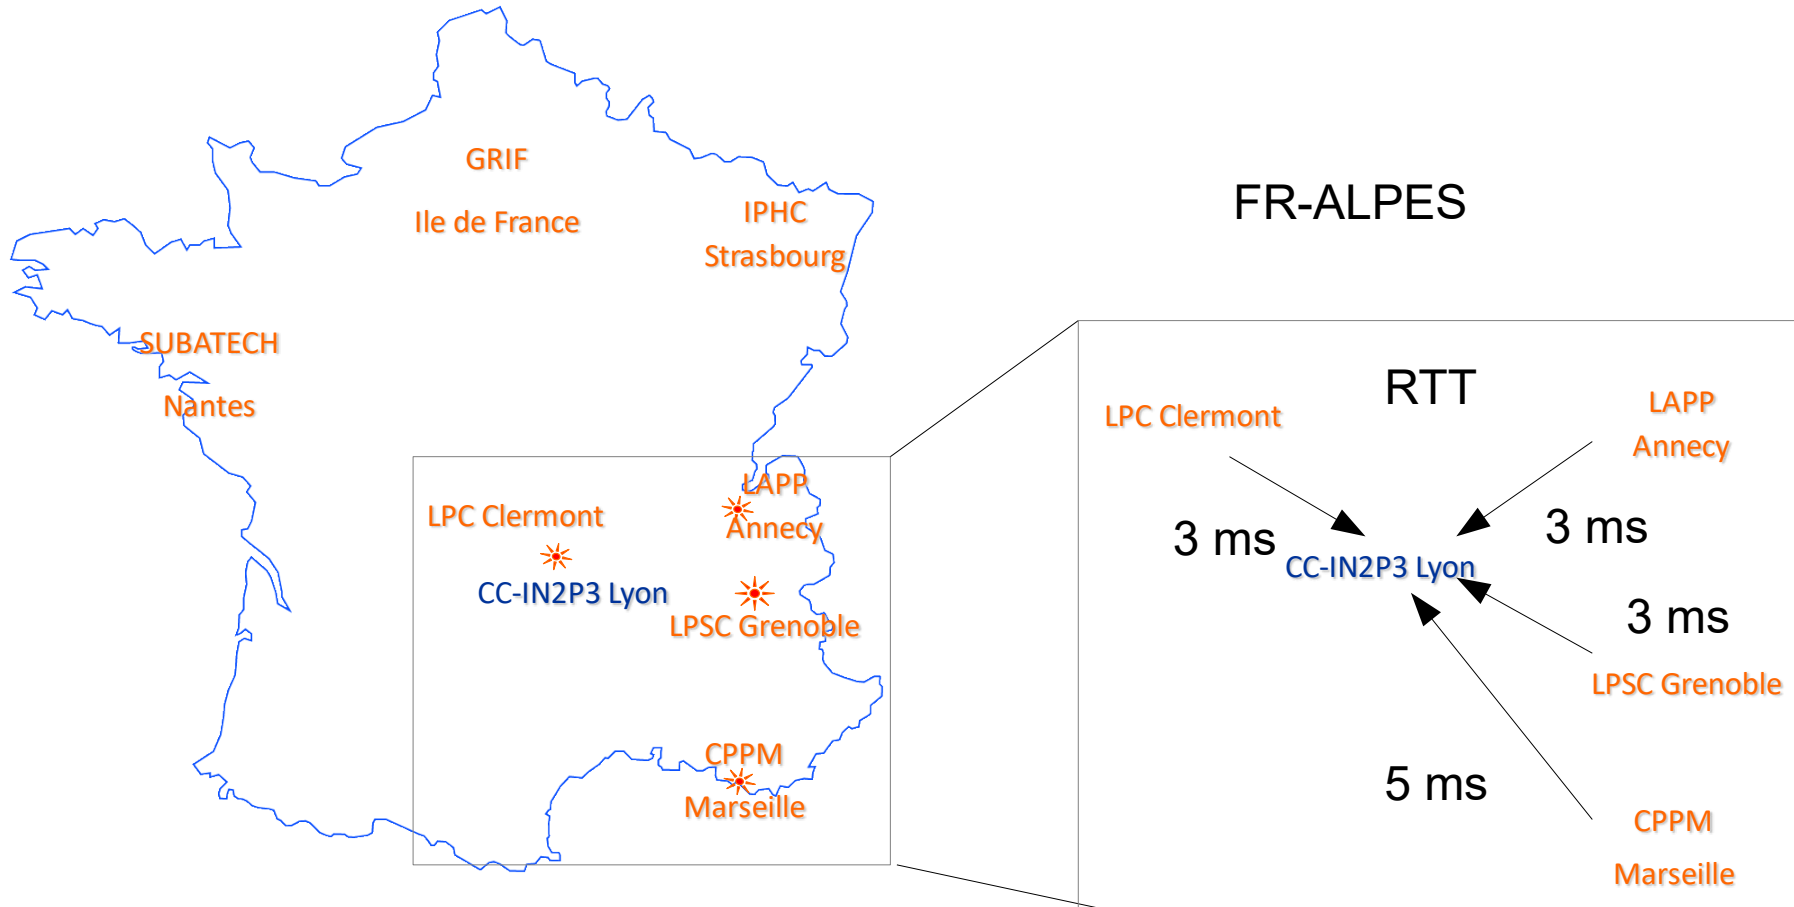 GRIF
Ile de France
IPHC
Strasbourg
SUBATECH
Nantes
LAPP
Annecy
LPC Clermont
CC-IN2P3 Lyon
LPSC Grenoble
CPPM
Marseille
FR-ALPES
RTT
LPC Clermont
LAPP
Annecy
3 ms
3 ms
CC-IN2P3 Lyon
3 ms
LPSC Grenoble
5 ms
CPPM
Marseille